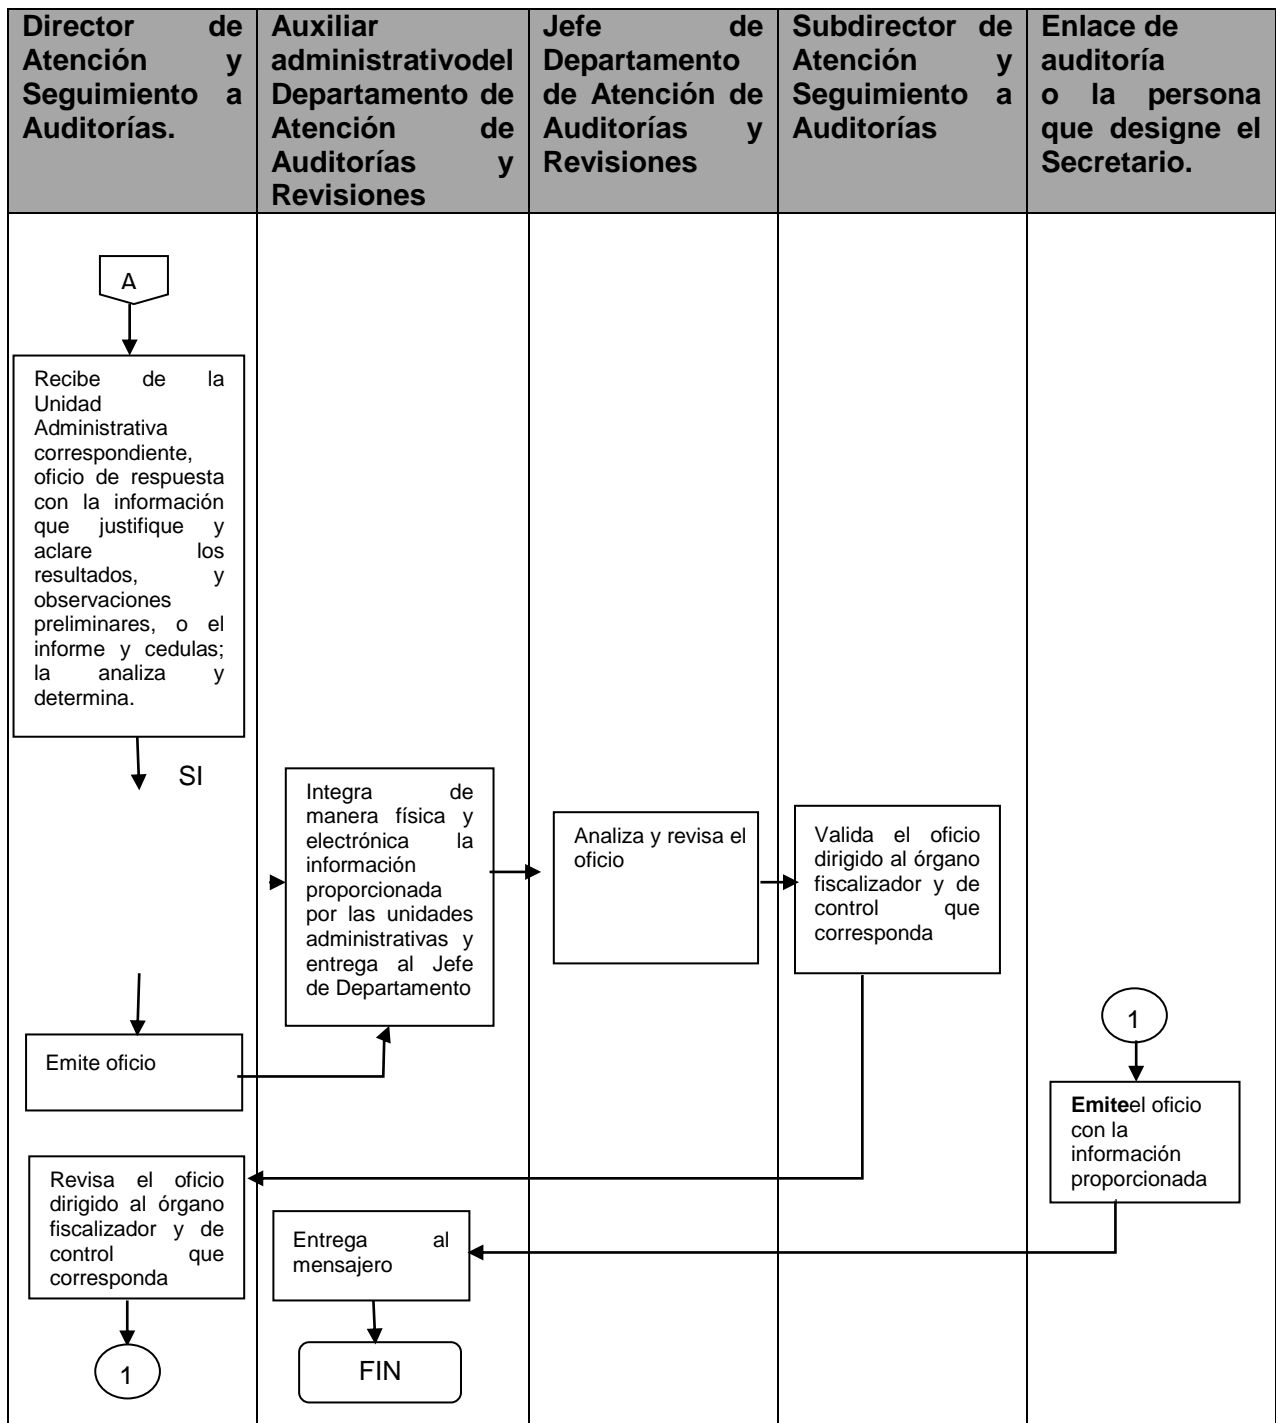 Director de
Atención y
Seguimiento a
Auditorías.
Auxiliar
administrativodel
Departamento de
Atención de
Auditorías y
Revisiones
Jefe de
Departamento
de Atención de
Auditorías y
Revisiones
Subdirector de
Atención y
Seguimiento a
Auditorías
Enlace de
auditoría
o la persona
que designe el
Secretario.
A
Recibe de la
Unidad
Administrativa
correspondiente,
oficio de respuesta
con la información
que justifique y
aclare los
resultados, y
observaciones
preliminares, o el
informe y cedulas;
la analiza y
determina.
SI
Integra de
manera física y
electrónica la
información
proporcionada
por las unidades
administrativas y
entrega al Jefe
de Departamento
Analiza y revisa el
oficio
Valida el oficio
dirigido al órgano
fiscalizador y de
control que
corresponda
Emite oficio
1
Emiteel oficio
con la
información
proporcionada
Revisa el oficio
dirigido al órgano
fiscalizador y de
control que
corresponda
Entrega al
mensajero
1
FIN